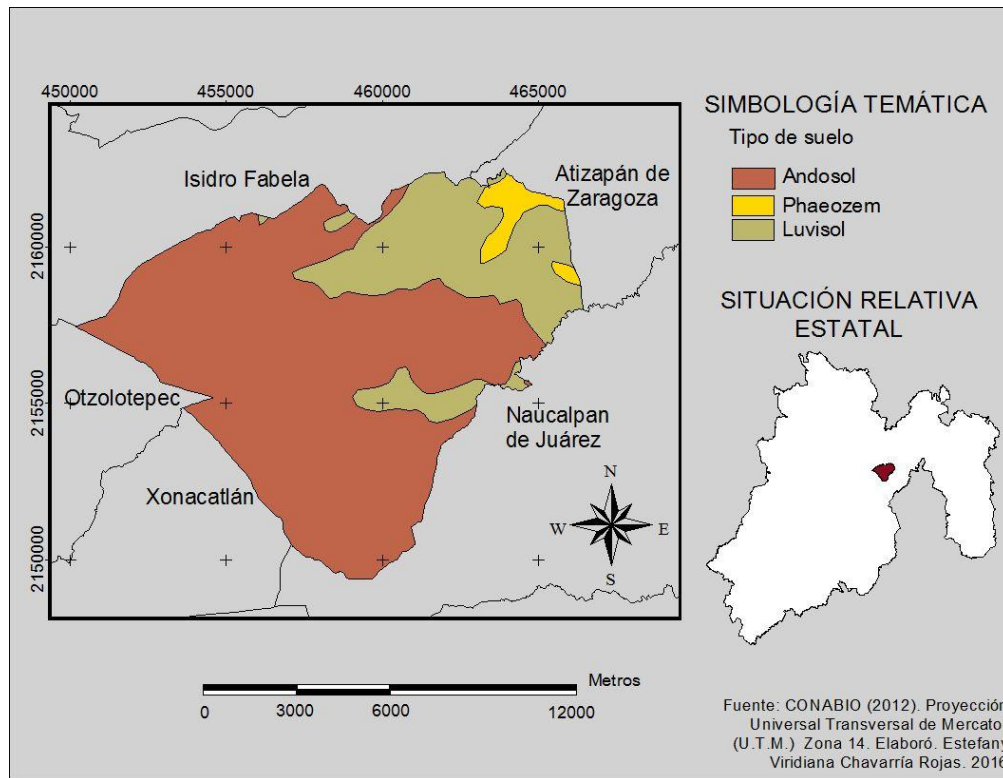 450000
455000
460000
465000
2160000
2155000
2150000
Isidro Fabela
Atizapán de
Zaragoza
Otzolotepec
Naucalpan
de Juárez
Xonacatlán
N
W
E
S
Metros
0
3000
6000
12000
SIMBOLOGÍA TEMÁTICA
Tipo de suelo
Andosol
Phaeozem
Luvisol
SITUACIÓN RELATIVA
ESTATAL
Fuente: CONABIO (2012). Proyección
Universal Transversal de Mercato
(U.T.M.) Zona 14. Elaboró. Estefany
Viridiana Chavarría Rojas. 2016